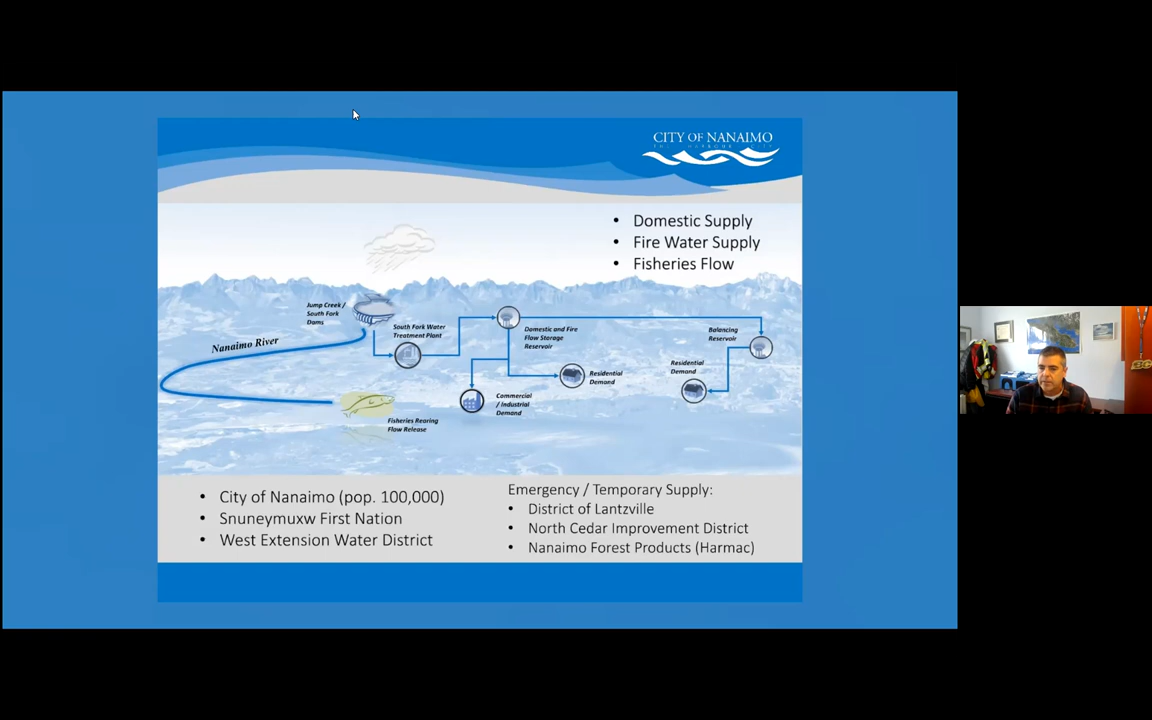 CITY OF NANAIMO
THE HARBOUR CITY
• Domestic Supply
• Fire Water Supply
• Fisheries Flow
Jump Creek /
South Fork
Dams
South Fork Water
Treatment Plant
Nanaimo River
Domestic and Fire
Flow Storage
Reservoir
Balancing
Reservoir
Residential
Demand
Residential
Demand
Commercial
/ Industrial
Demand
Fisheries Rearing
Flow Release
• City of Nanaimo (pop. 100,000)
• Snuneymuxw First Nation
• West Extension Water District
Emergency / Temporary Supply:
• District of Lantzville
• North Cedar Improvement District
• Nanaimo Forest Products (Harmac)